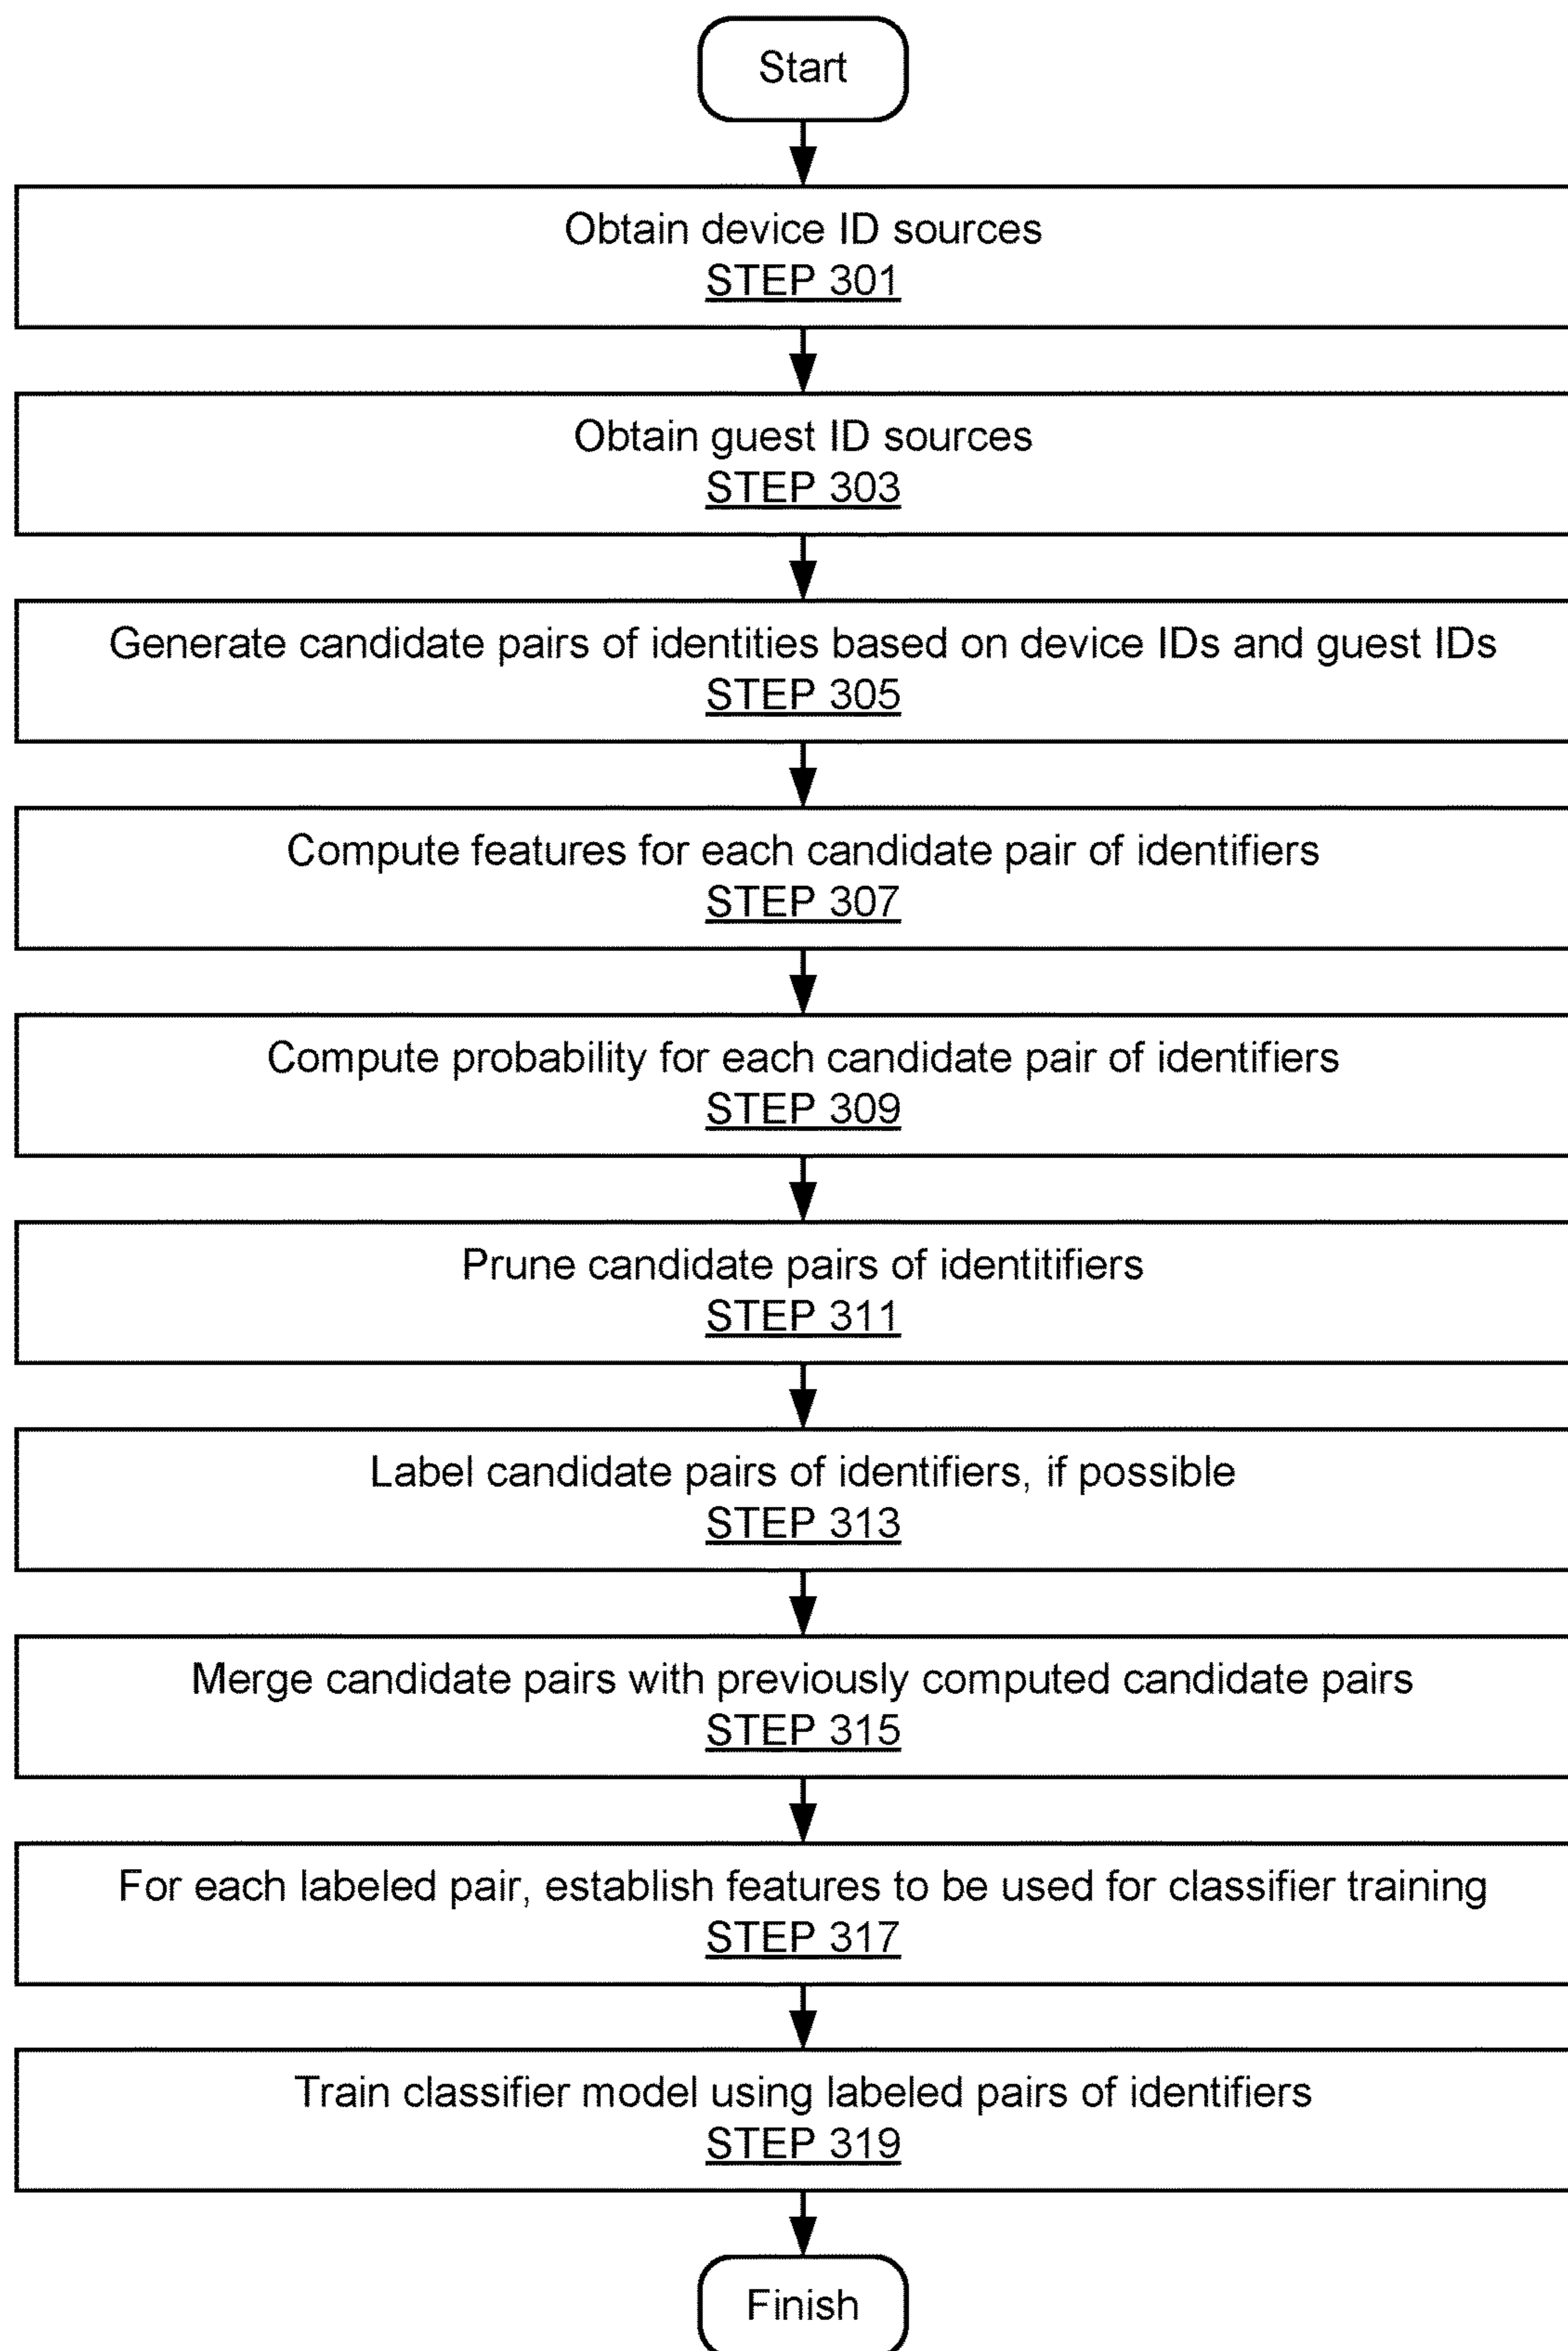 Start
Obtain device ID sources
STEP 301
Obtain guest ID sources
STEP 303
Generate candidate pairs of identities based on device IDs and guest IDs
STEP 305
Compute features for each candidate pair of identifiers
STEP 307
Compute probability for each candidate pair of identifiers
STEP 309
Prune candidate pairs of identitifiers
STEP 311
Label candidate pairs of identifiers, if possible
STEP 313
Merge candidate pairs with previously computed candidate pairs
STEP 315
For each labeled pair, establish features to be used for classifier training
STEP 317
Train classifier model using labeled pairs of identifiers
STEP 319
Finish